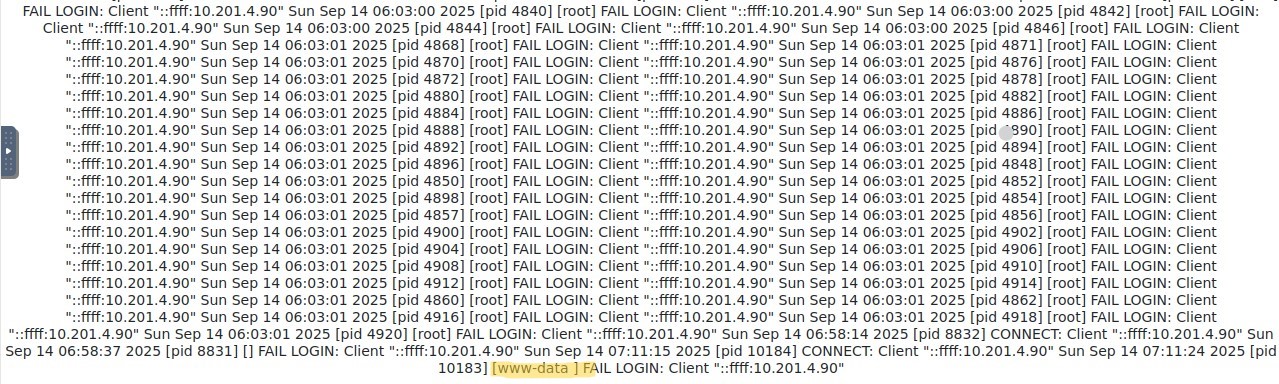 FAIL LOGIN: Client "::ffff:10.201.4.90" Sun Sep 14 06:03:00 2025 [pid 4840] [root] FAIL LOGIN: Client "::ffff:10.201.4.90" Sun Sep 14 06:03:00 2025 [pid 4842] [root] FAIL LOGIN:
Client "::ffff:10.201.4.90" Sun Sep 14 06:03:00 2025 [pid 4844] [root] FAIL LOGIN: Client "::ffff:10.201.4.90" Sun Sep 14 06:03:00 2025 [pid 4846] [root] FAIL LOGIN: Client
"::ffff:10.201.4.90" Sun Sep 14 06:03:01 2025 [pid 4868] [root] FAIL LOGIN: Client "::ffff:10.201.4.90" Sun Sep 14 06:03:01 2025 [pid 4871] [root] FAIL LOGIN: Client
"::ffff:10.201.4.90" Sun Sep 14 06:03:01 2025 [pid 4870] [root] FAIL LOGIN: Client "::ffff:10.201.4.90" Sun Sep 14 06:03:01 2025 [pid 4876] [root] FAIL LOGIN: Client
"::ffff:10.201.4.90" Sun Sep 14 06:03:01 2025 [pid 4872] [root] FAIL LOGIN: Client "::ffff:10.201.4.90" Sun Sep 14 06:03:01 2025 [pid 4878] [root] FAIL LOGIN: Client
"::ffff:10.201.4.90" Sun Sep 14 06:03:01 2025 [pid 4880] [root] FAIL LOGIN: Client "::ffff:10.201.4.90" Sun Sep 14 06:03:01 2025 [pid 4882] [root] FAIL LOGIN: Client
"::ffff:10.201.4.90" Sun Sep 14 06:03:01 2025 [pid 4884] [root] FAIL LOGIN: Client "::ffff:10.201.4.90" Sun Sep 14 06:03:01 2025 [pid 4886] [root] FAIL LOGIN: Client
"::ffff:10.201.4.90" Sun Sep 14 06:03:01 2025 [pid 4888] [root] FAIL LOGIN: Client "::ffff:10.201.4.90" Sun Sep 14 06:03:01 2025 [pid 890] [root] FAIL LOGIN: Client
"::ffff:10.201.4.90" Sun Sep 14 06:03:01 2025 [pid 4892] [root] FAIL LOGIN: Client "::ffff:10.201.4.90" Sun Sep 14 06:03:01 2025 [pid 4894] [root] FAIL LOGIN: Client
"::ffff:10.201.4.90" Sun Sep 14 06:03:01 2025 [pid 4896] [root] FAIL LOGIN: Client "::ffff:10.201.4.90" Sun Sep 14 06:03:01 2025 [pid 4848] [root] FAIL LOGIN: Client
"::ffff:10.201.4.90" Sun Sep 14 06:03:01 2025 [pid 4850] [root] FAIL LOGIN: Client "::ffff:10.201.4.90" Sun Sep 14 06:03:01 2025 [pid 4852] [root] FAIL LOGIN: Client
"::ffff:10.201.4.90" Sun Sep 14 06:03:01 2025 [pid 4898] [root] FAIL LOGIN: Client "::ffff:10.201.4.90" Sun Sep 14 06:03:01 2025 [pid 4854] [root] FAIL LOGIN: Client
"::ffff:10.201.4.90" Sun Sep 14 06:03:01 2025 [pid 4857] [root] FAIL LOGIN: Client "::ffff:10.201.4.90" Sun Sep 14 06:03:01 2025 [pid 4856] [root] FAIL LOGIN: Client
"::ffff:10.201.4.90" Sun Sep 14 06:03:01 2025 [pid 4900] [root] FAIL LOGIN: Client "::ffff:10.201.4.90" Sun Sep 14 06:03:01 2025 [pid 4902] [root] FAIL LOGIN: Client
"::ffff:10.201.4.90" Sun Sep 14 06:03:01 2025 [pid 4904] [root] FAIL LOGIN: Client "::ffff:10.201.4.90" Sun Sep 14 06:03:01 2025 [pid 4906] [root] FAIL LOGIN: Client
"::ffff:10.201.4.90" Sun Sep 14 06:03:01 2025 [pid 4908] [root] FAIL LOGIN: Client "::ffff:10.201.4.90" Sun Sep 14 06:03:01 2025 [pid 4910] [root] FAIL LOGIN: Client
"::ffff:10.201.4.90" Sun Sep 14 06:03:01 2025 [pid 4912] [root] FAIL LOGIN: Client "::ffff:10.201.4.90" Sun Sep 14 06:03:01 2025 [pid 4914] [root] FAIL LOGIN: Client
"::ffff:10.201.4.90" Sun Sep 14 06:03:01 2025 [pid 4860] [root] FAIL LOGIN: Client "::ffff:10.201.4.90" Sun Sep 14 06:03:01 2025 [pid 4862] [root] FAIL LOGIN: Client
"::ffff:10.201.4.90" Sun Sep 14 06:03:01 2025 [pid 4916] [root] FAIL LOGIN: Client "::ffff:10.201.4.90" Sun Sep 14 06:03:01 2025 [pid 4918] [root] FAIL LOGIN: Client
"::ffff:10.201.4.90" Sun Sep 14 06:03:01 2025 [pid 4920] [root] FAIL LOGIN: Client "::ffff:10.201.4.90" Sun Sep 14 06:58:14 2025 [pid 8832] CONNECT: Client "::ffff:10.201.4.90" Sun
Sep 14 06:58:37 2025 [pid 8831] [] FAIL LOGIN: Client "::ffff:10.201.4.90" Sun Sep 14 07:11:15 2025 [pid 10184] CONNECT: Client "::ffff:10.201.4.90" Sun Sep 14 07:11:24 2025 [pid
10183] [www-data ] FAIL LOGIN: Client "::ffff:10.201.4.90"